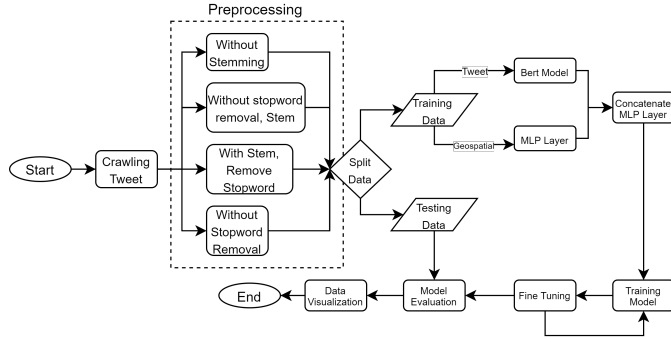 Preprocessing
Without
Stemming
Without stopword
removal, Stem
With Stem,
Remove
Stopword
Without
Stopword
Removal
Start
Crawling
Tweet
Split
Data
Training
Data
Tweet
Geospatial
Bert Model
MLP Layer
Concatenate
MLP Layer
Testing
Data
End
Data
Visualization
Model
Evaluation
Fine Tuning
Training
Model